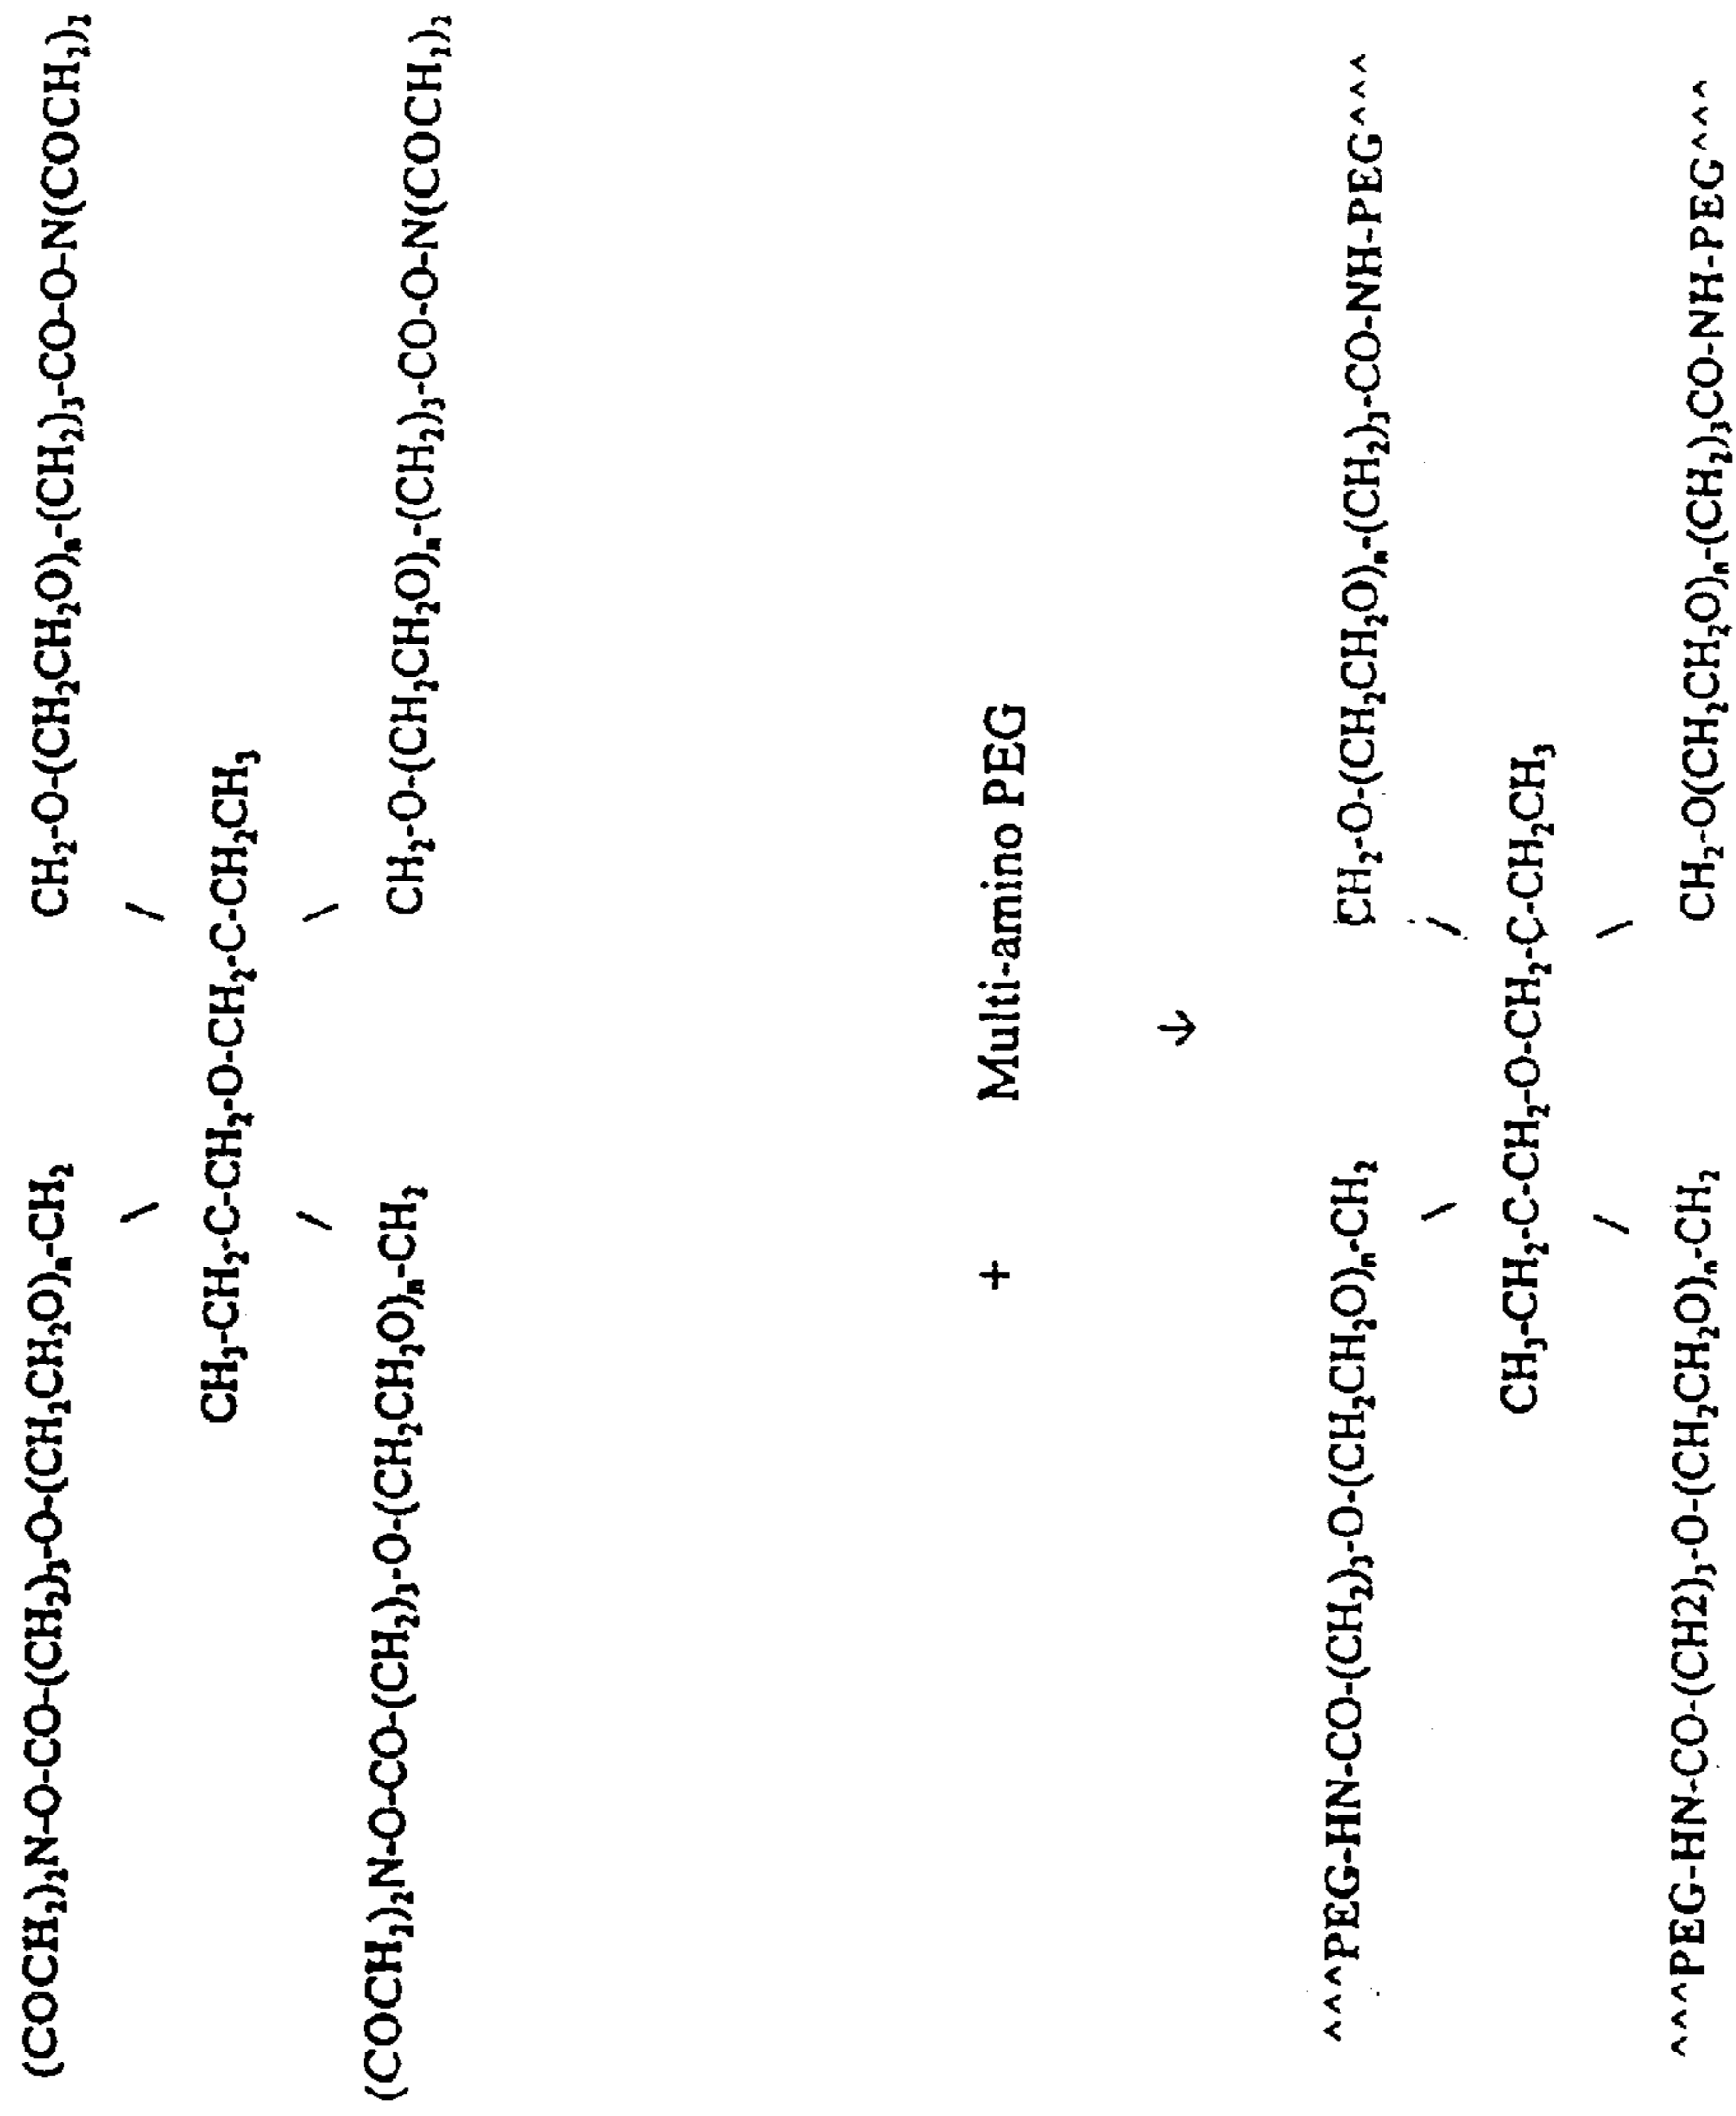 (COCH₂)₂N-O-CO-(CH₂)₃-O-(CH₂CH₂O)ₙ-CH₂ CH₂-O-(CH₂CH₂O)ₙ-(CH₂)₃-CO-O-N(COCH₂)₂
\ /
CH₃-CH₂-C-CH₂-O-CH₂-C-CH₂CH₃
/ \
(COCH₂)₂N-O-CO-(CH₂)₃-O-(CH₂CH₂O)ₙ-CH₂ CH₂-O-(CH₂CH₂O)ₙ-(CH₂)₃-CO-O-N(COCH₂)₂
+ Multi-amino PEG
↓
^^^PEG-HN-CO-(CH₂)₃-O-(CH₂CH₂O)ₙ-CH₂ CH₂-O-(CH₂CH₂O)ₙ-(CH₂)₃-CO-NH-PEG^^^
\ /
CH₃-CH₂-C-CH₂-O-CH₂-C-CH₂CH₃
/ \
^^^PEG-HN-CO-(CH2)₃-O-(CH₂CH₂O)ₙ-CH₂ CH₂-O(CH₂CH₂O)ₙ-(CH₂)₃CO-NH-PEG^^^